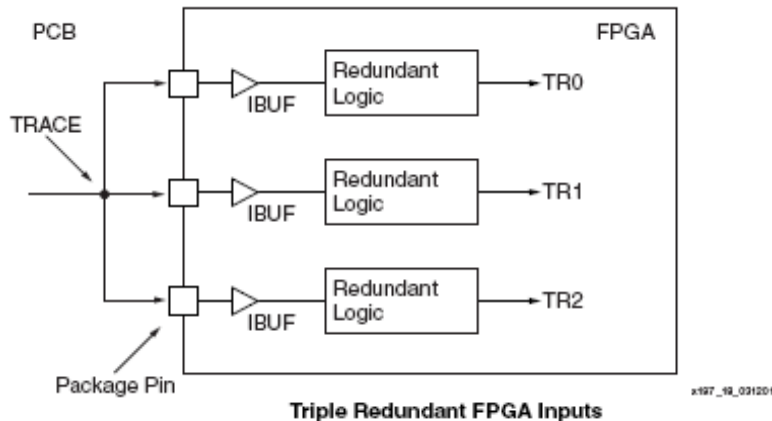 PCB
FPGA
Redundant
Logic
TR0
IBUF
TRACE
Redundant
Logic
TR1
IBUF
Redundant
Logic
TR2
IBUF
Package Pin
x197_19_031201
Triple Redundant FPGA Inputs